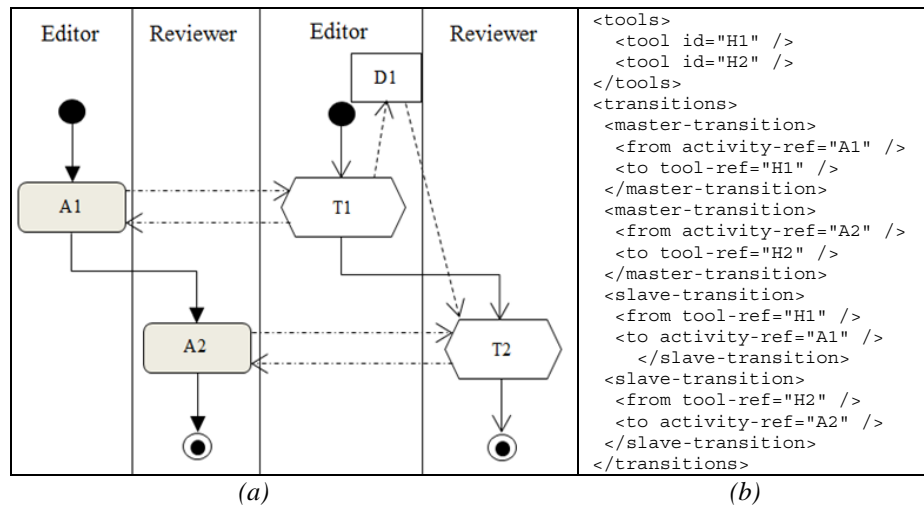 Editor Reviewer Editor Reviewer
D1
A1 T1
A2 T2
(a)
<tools>
<tool id="H1" />
<tool id="H2" />
</tools>
<transitions>
<master-transition>
<from activity-ref="A1" />
<to tool-ref="H1" />
</master-transition>
<master-transition>
<from activity-ref="A2" />
<to tool-ref="H2" />
</master-transition>
<slave-transition>
<from tool-ref="H1" />
<to activity-ref="A1" />
</slave-transition>
<slave-transition>
<from tool-ref="H2" />
<to activity-ref="A2" />
</slave-transition>
</transitions>
(b)